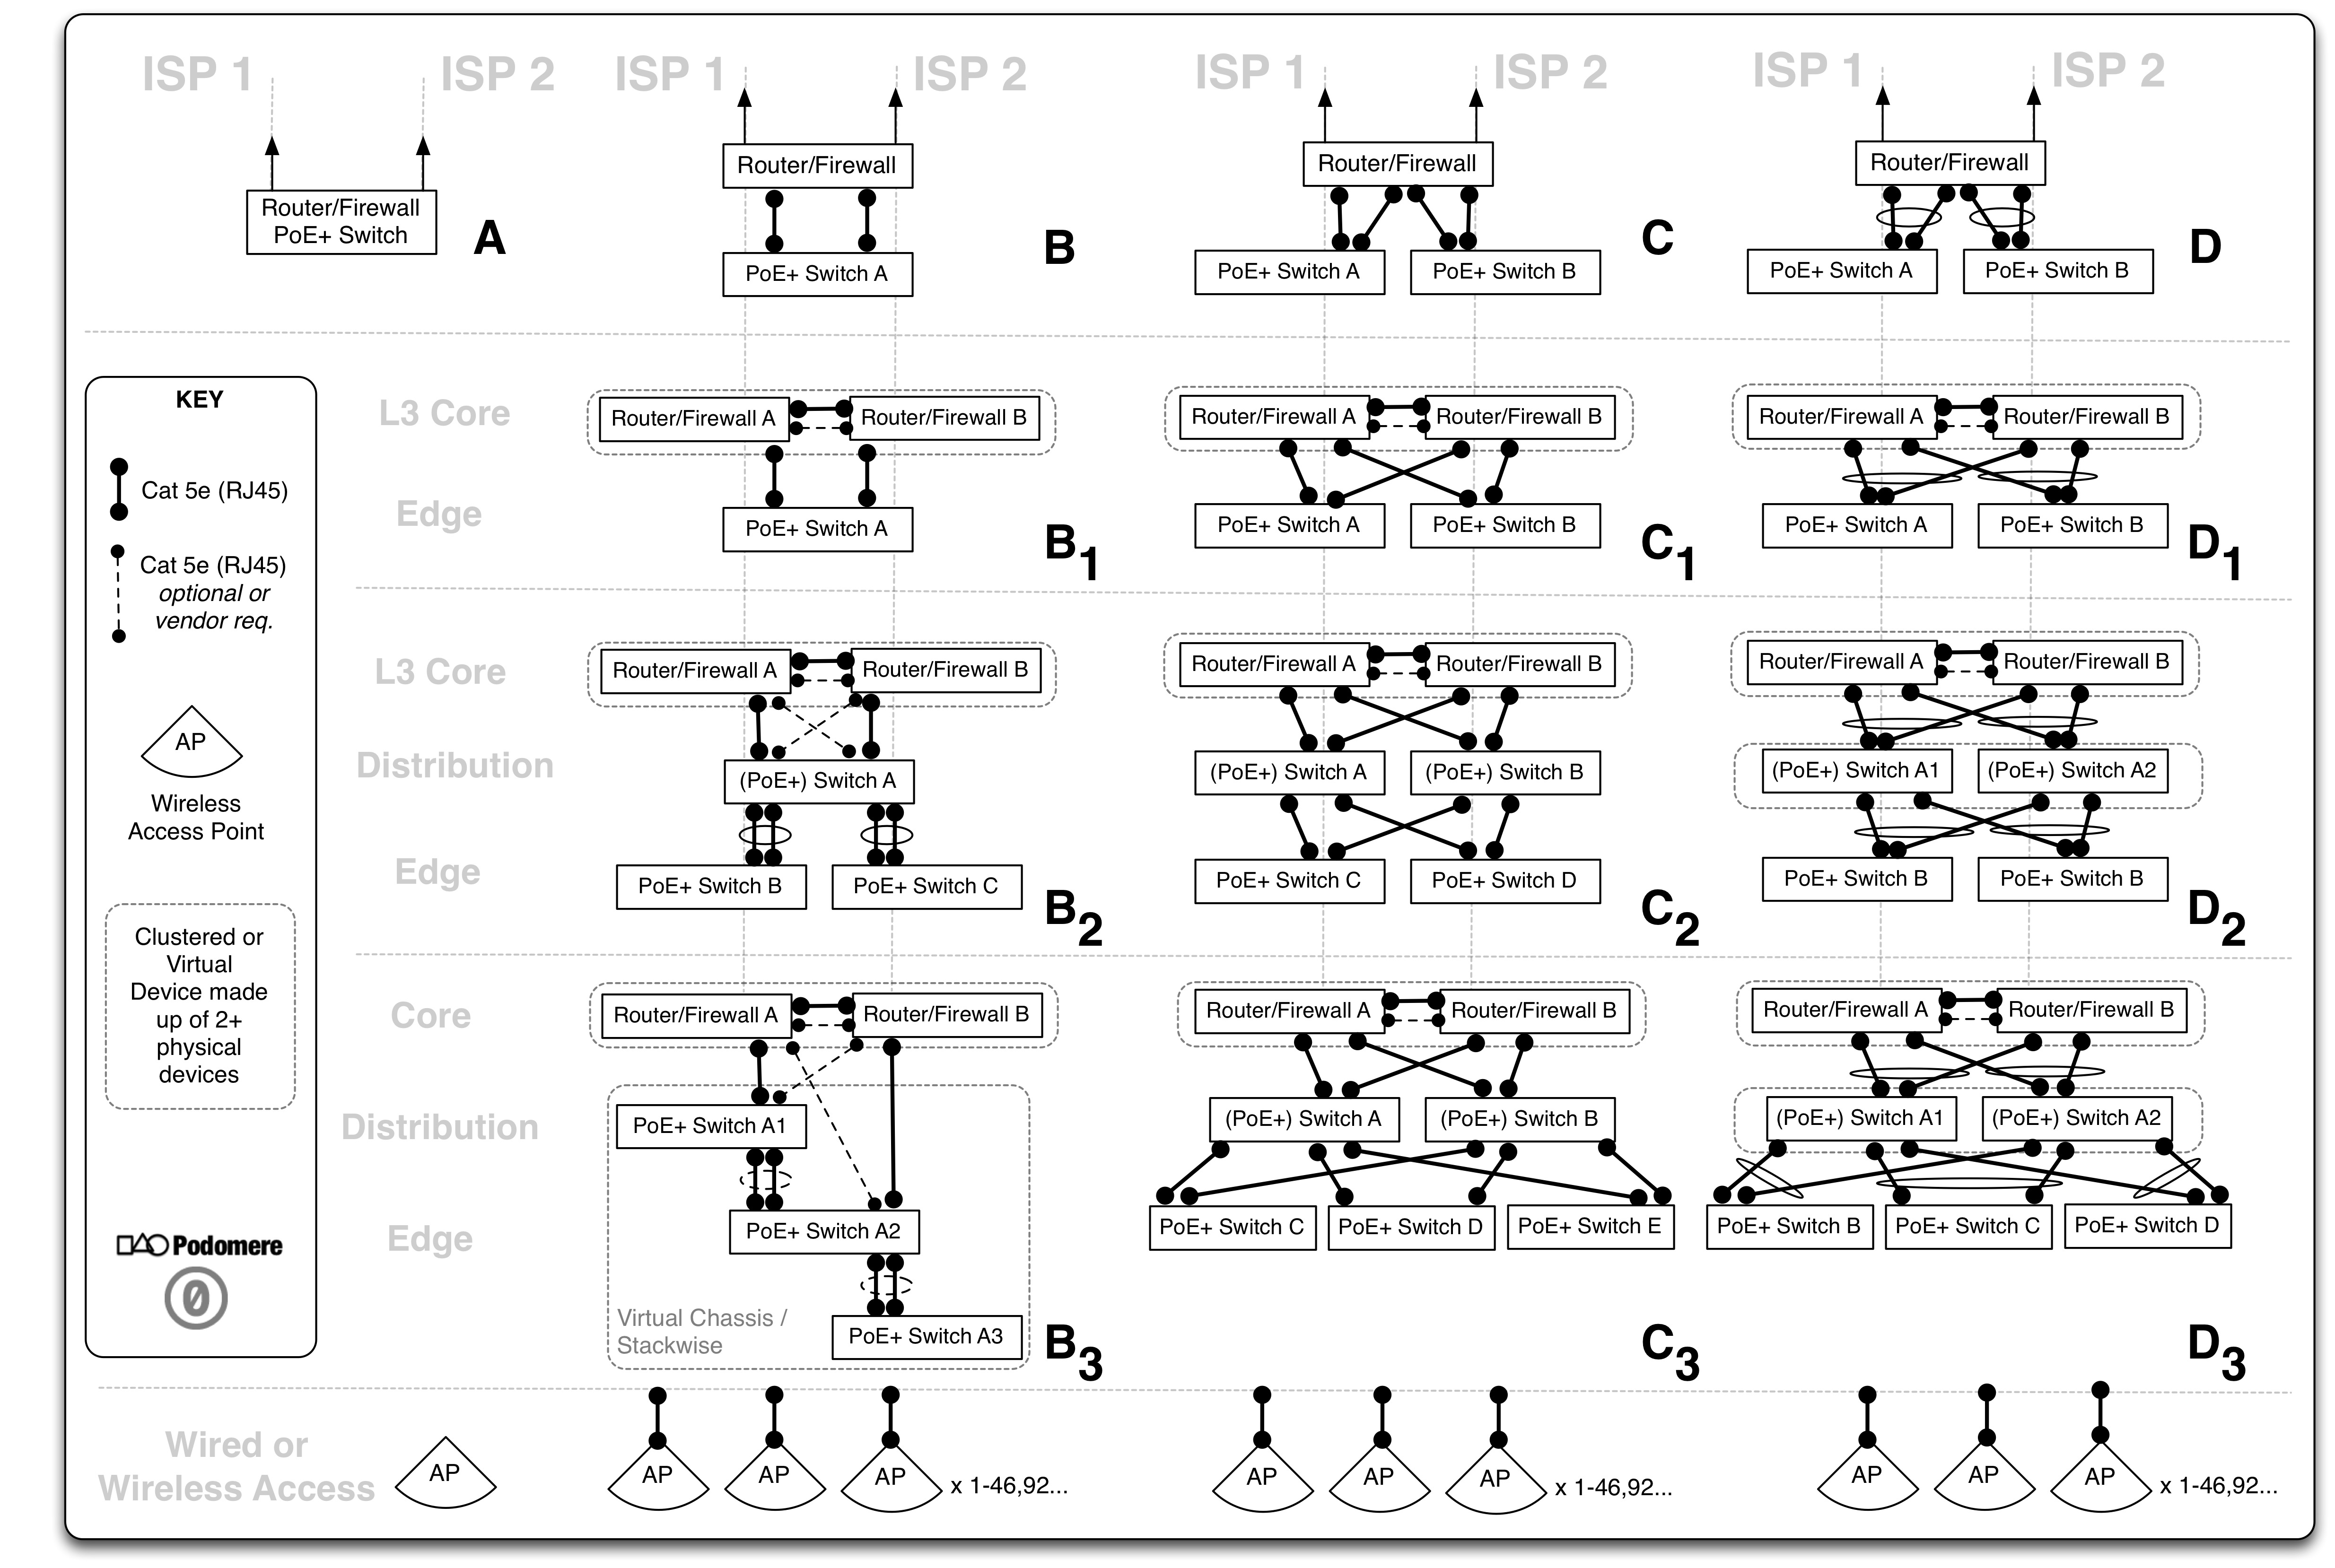 ISP 1
ISP 2
Router/Firewall
PoE+ Switch
A
ISP 1
ISP 2
Router/Firewall
PoE+ Switch A
B
ISP 1
ISP 2
Router/Firewall
PoE+ Switch A
PoE+ Switch B
C
ISP 1
ISP 2
Router/Firewall
PoE+ Switch A
PoE+ Switch B
D
KEY
Cat 5e (RJ45)
Cat 5e (RJ45)
optional or
vendor req.
AP
Wireless
Access Point
Clustered or
Virtual
Device made
up of 2+
physical
devices
Podomere
0
L3 Core
Edge
Router/Firewall A
Router/Firewall B
PoE+ Switch A
B1
Router/Firewall A
Router/Firewall B
PoE+ Switch A
PoE+ Switch B
C1
Router/Firewall A
Router/Firewall B
PoE+ Switch A
PoE+ Switch B
D1
L3 Core
Distribution
Edge
Router/Firewall A
Router/Firewall B
(PoE+) Switch A
PoE+ Switch B
PoE+ Switch C
B2
Router/Firewall A
Router/Firewall B
(PoE+) Switch A
(PoE+) Switch B
PoE+ Switch C
PoE+ Switch D
C2
Router/Firewall A
Router/Firewall B
(PoE+) Switch A1
(PoE+) Switch A2
PoE+ Switch B
PoE+ Switch B
D2
Core
Distribution
Edge
Router/Firewall A
Router/Firewall B
PoE+ Switch A1
PoE+ Switch A2
Virtual Chassis /
Stackwise
PoE+ Switch A3
B3
Router/Firewall A
Router/Firewall B
(PoE+) Switch A
(PoE+) Switch B
PoE+ Switch C
PoE+ Switch D
PoE+ Switch E
C3
Router/Firewall A
Router/Firewall B
(PoE+) Switch A1
(PoE+) Switch A2
PoE+ Switch B
PoE+ Switch C
PoE+ Switch D
D3
Wired or
Wireless Access
AP
AP
AP
AP
x 1-46,92...
AP
AP
AP
x 1-46,92...
AP
AP
AP
x 1-46,92...